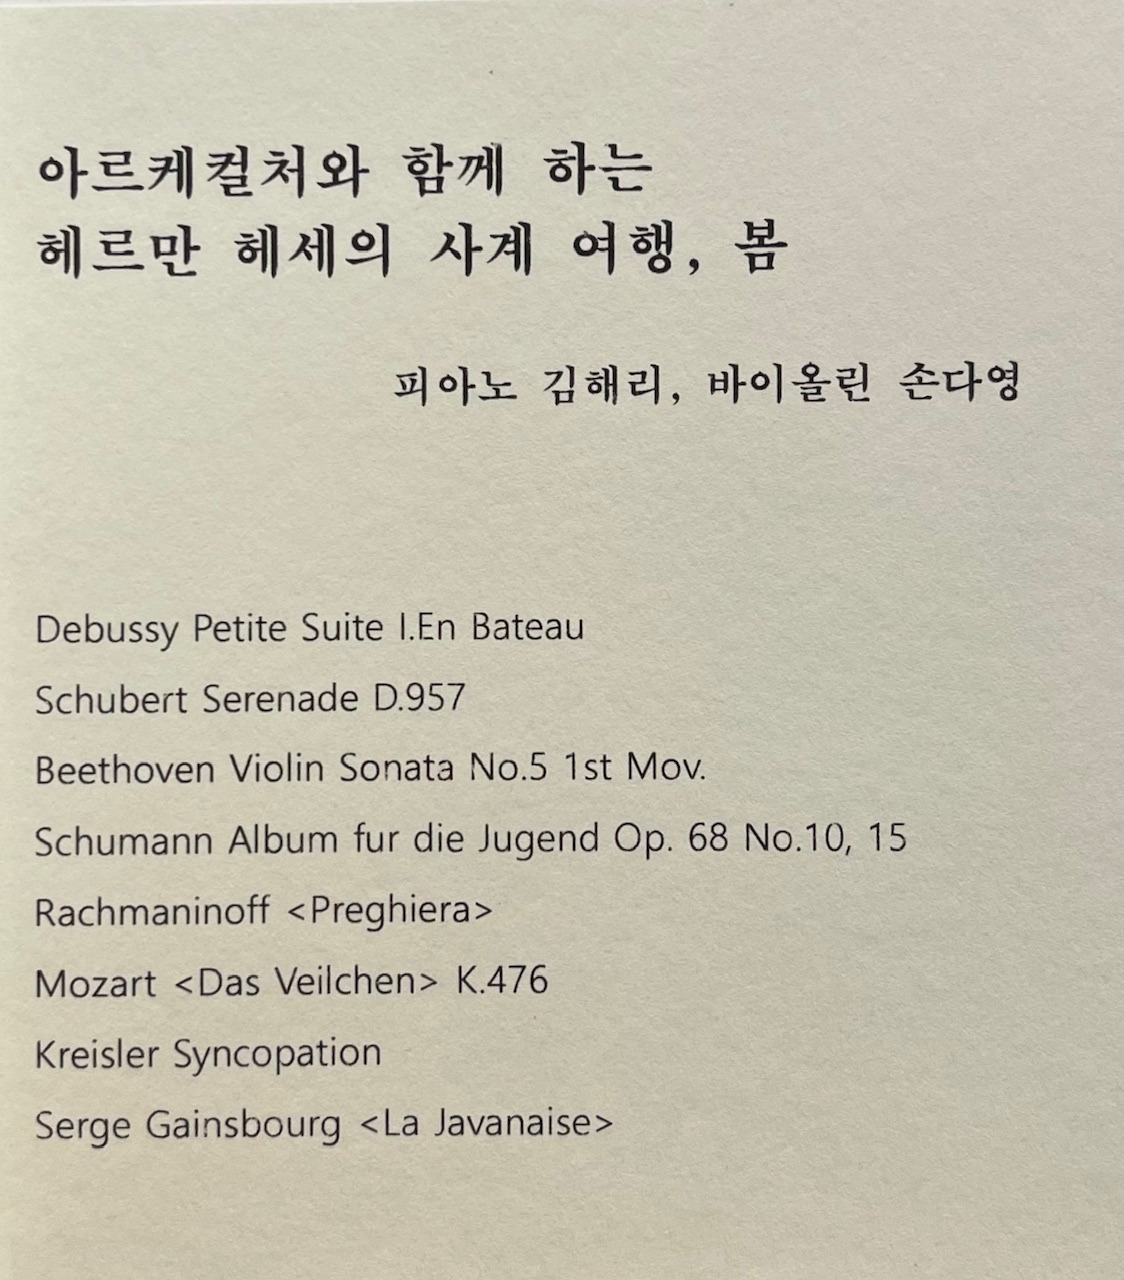 아르케컬처와 함께 하는
헤르만 헤세의 사계 여행, 봄
피아노 김해리, 바이올린 손다영
Debussy Petite Suite I.En Bateau
Schubert Serenade D.957
Beethoven Violin Sonata No.5 1st Mov.
Schumann Album fur die Jugend Op. 68 No.10, 15
Rachmaninoff <Preghiera>
Mozart <Das Veilchen> K.476
Kreisler Syncopation
Serge Gainsbourg <La Javanaise>